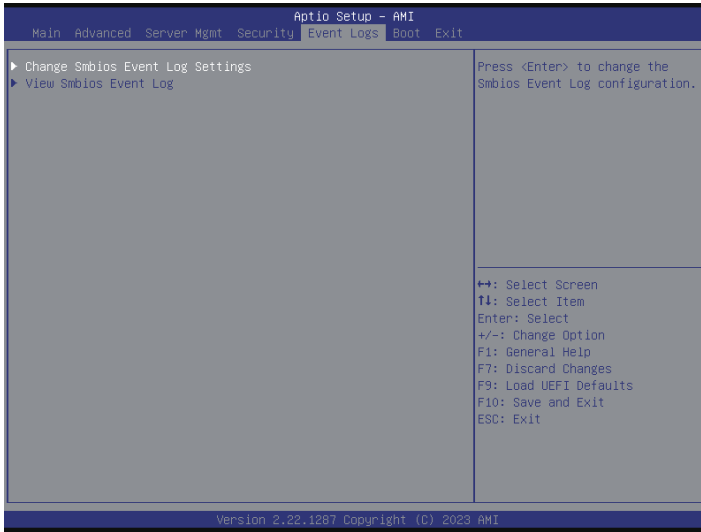 Aptio Setup – AMI
Main Advanced Server Mgmt Security Event Logs Boot Exit
▶ Change Smbios Event Log Settings
▶ View Smbios Event Log
Press <Enter> to change the
Smbios Event Log configuration.
↔: Select Screen
↑↓: Select Item
Enter: Select
+/-: Change Option
F1: General Help
F7: Discard Changes
F9: Load UEFI Defaults
F10: Save and Exit
ESC: Exit
Version 2.22.1287 Copyright (C) 2023 AMI